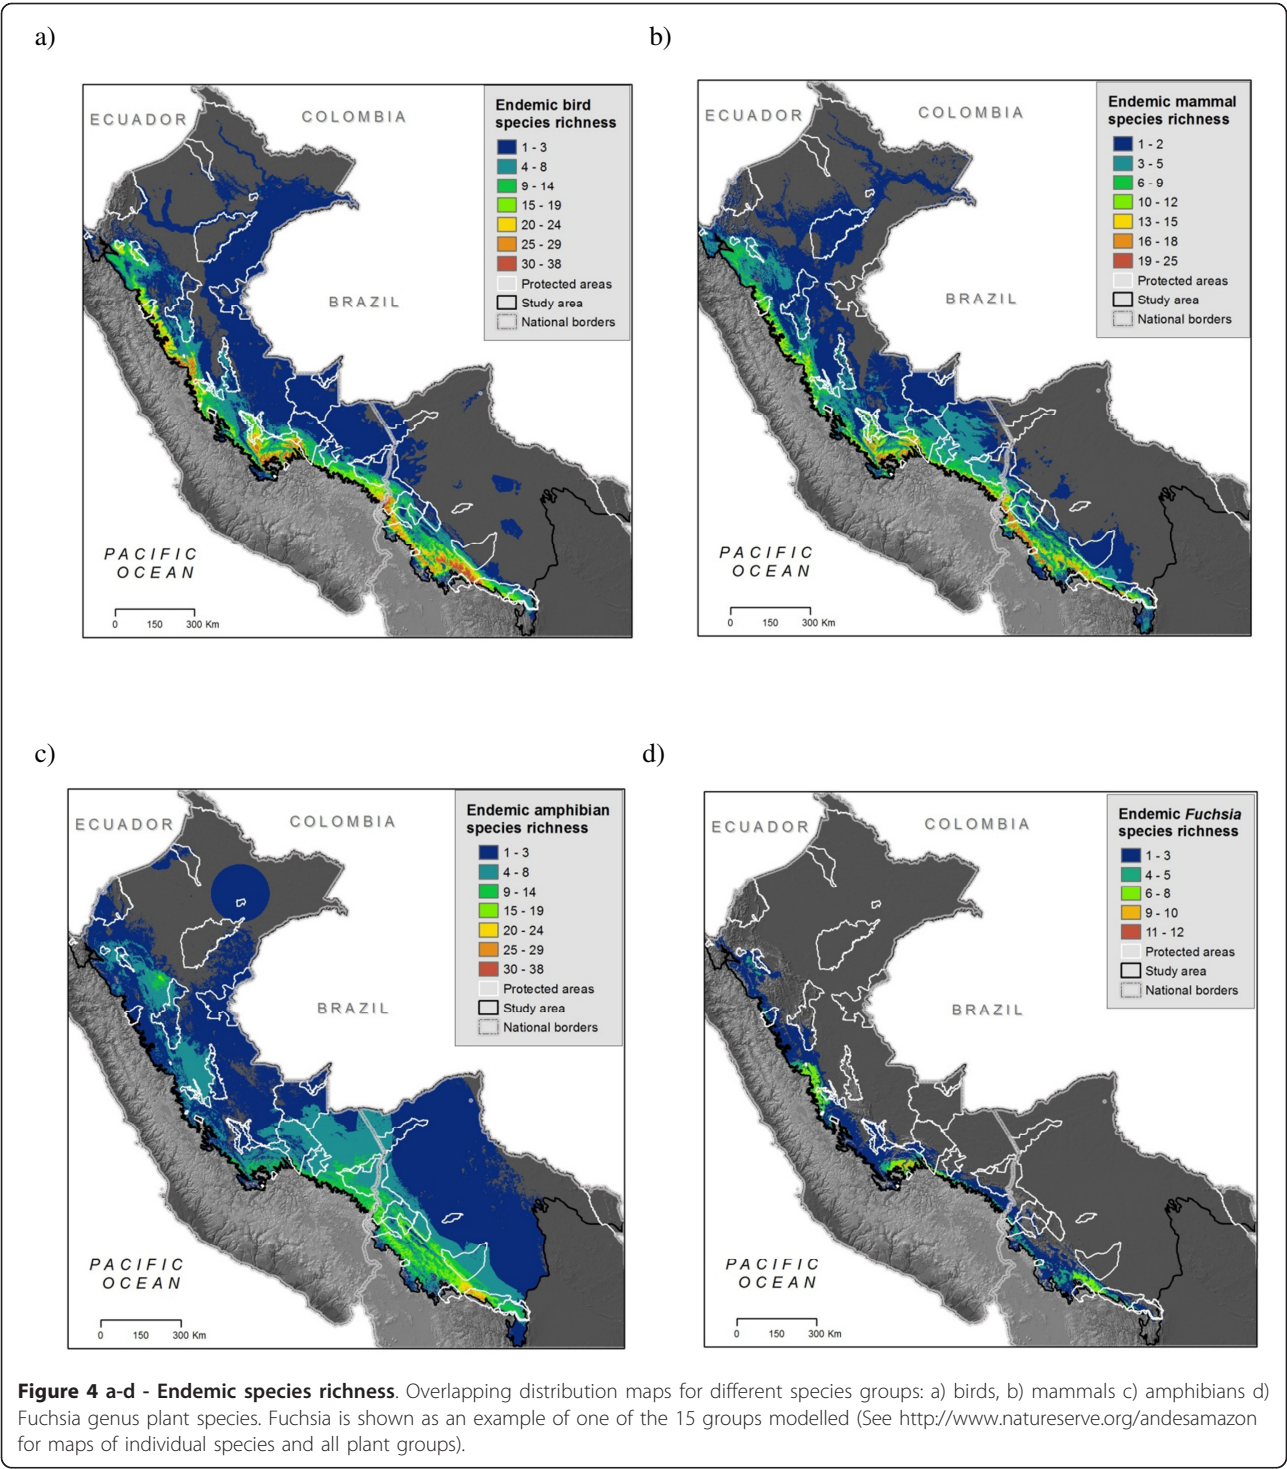 a)
ECUADOR
COLOMBIA
BRAZIL
PACIFIC
OCEAN
0 150 300 Km
Endemic bird
species richness
1 - 3
4 - 8
9 - 14
15 - 19
20 - 24
25 - 29
30 - 38
Protected areas
Study area
National borders
b)
ECUADOR
COLOMBIA
BRAZIL
PACIFIC
OCEAN
0 150 300 Km
Endemic mammal
species richness
1 - 2
3 - 5
6 - 9
10 - 12
13 - 15
16 - 18
19 - 25
Protected areas
Study area
National borders
c)
ECUADOR
COLOMBIA
BRAZIL
PACIFIC
OCEAN
0 150 300 Km
Endemic amphibian
species richness
1 - 3
4 - 8
9 - 14
15 - 19
20 - 24
25 - 29
30 - 38
Protected areas
Study area
National borders
d)
ECUADOR
COLOMBIA
BRAZIL
PACIFIC
OCEAN
0 150 300 Km
Endemic Fuchsia
species richness
1 - 3
4 - 5
6 - 8
9 - 10
11 - 12
Protected areas
Study area
National borders
Figure 4 a-d - Endemic species richness. Overlapping distribution maps for different species groups: a) birds, b) mammals c) amphibians d)
Fuchsia genus plant species. Fuchsia is shown as an example of one of the 15 groups modelled (See http://www.natureserve.org/andesamazon
for maps of individual species and all plant groups).